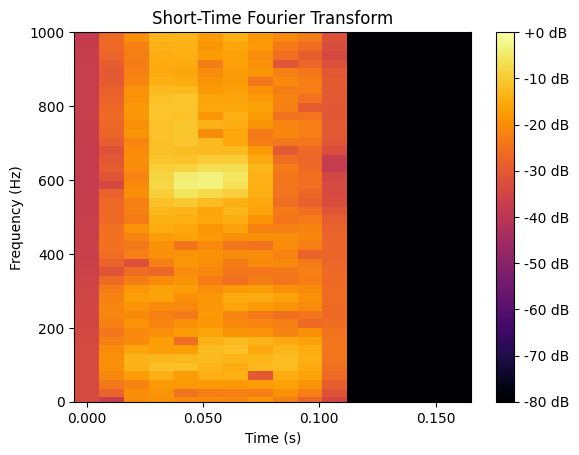 Short-Time Fourier Transform
Frequency (Hz)
1000
800
600
400
200
0
0.000
0.050
0.100
0.150
Time (s)
+0 dB
-10 dB
-20 dB
-30 dB
-40 dB
-50 dB
-60 dB
-70 dB
-80 dB